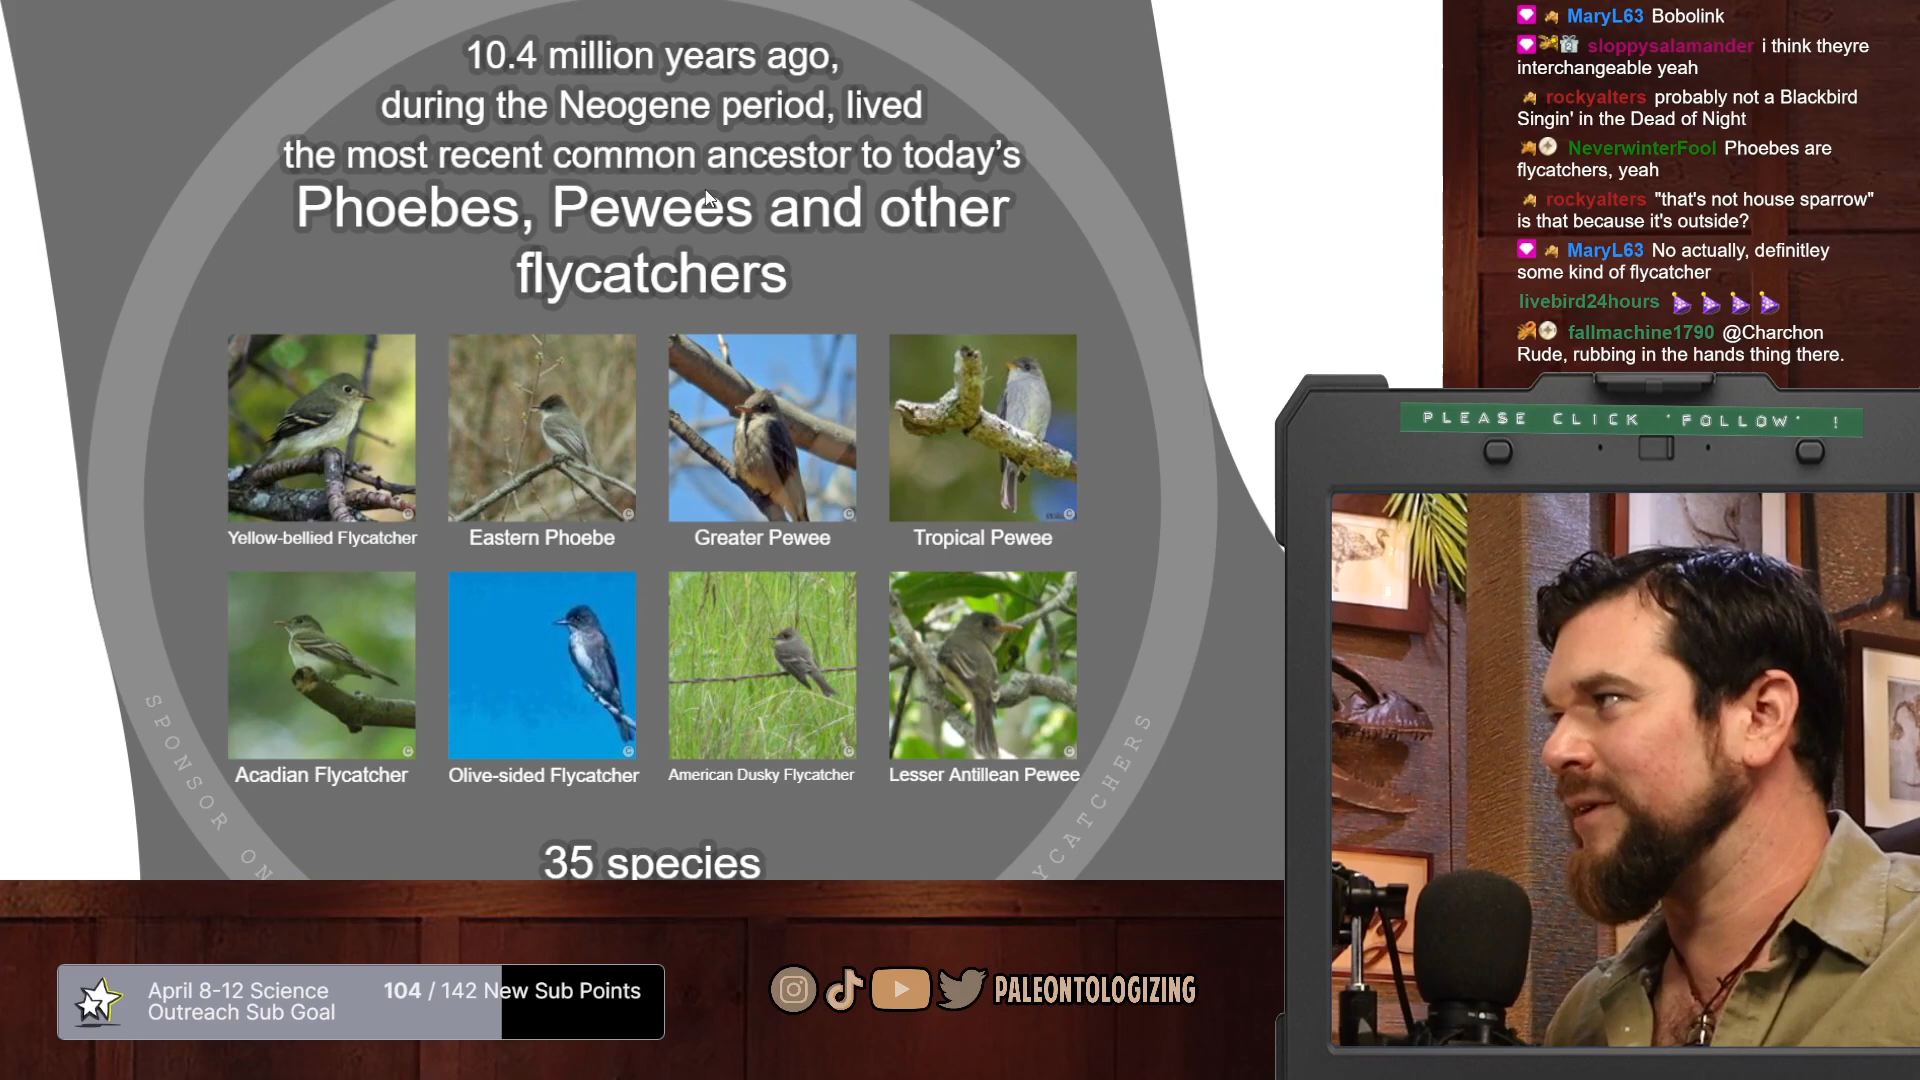 10.4 million years ago,
during the Neogene period, lived
the most recent common ancestor to today's
Phoebes, Pewees and other
flycatchers
Yellow-bellied Flycatcher
Eastern Phoebe
Greater Pewee
Tropical Pewee
Acadian Flycatcher
Olive-sided Flycatcher
American Dusky Flycatcher
Lesser Antillean Pewee
SPONSOR ON
YCATCHERS
35 species
MaryL63 Bobolink
sloppysalamander i think theyre
interchangeable yeah
rockyalters probably not a Blackbird
Singin' in the Dead of Night
NeverwinterFool Phoebes are
flycatchers, yeah
rockyalters "that's not house sparrow"
is that because it's outside?
MaryL63 No actually, definitley
some kind of flycatcher
livebird24hours
fallmachine1790 @Charchon
Rude, rubbing in the hands thing there.
PLEASE CLICK 'FOLLOW' !
April 8-12 Science
Outreach Sub Goal
104 / 142 New Sub Points
PALEONTOLOGIZING